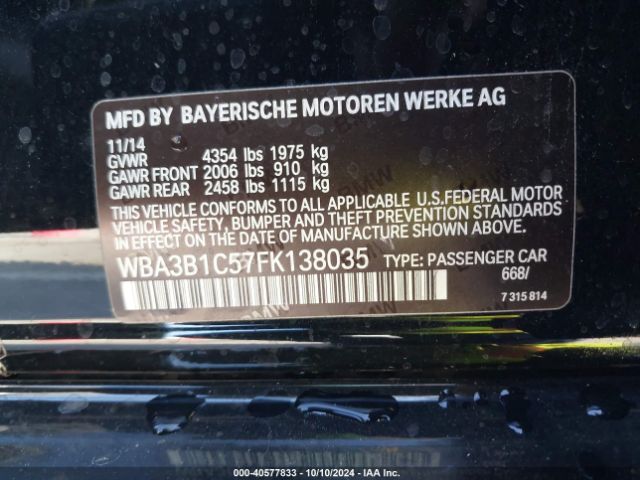 MFD BY BAYERISCHE MOTOREN WERKE AG
11/14
GVWR 4354 lbs 1975 kg
GAWR FRONT 2006 lbs 910 kg
GAWR REAR 2458 lbs 1115 kg
THIS VEHICLE CONFORMS TO ALL APPLICABLE U.S.FEDERAL MOTOR
VEHICLE SAFETY, BUMPER AND THEFT PREVENTION STANDARDS
IN EFFECT ON THE DATE OF MANUFACTURE SHOWN ABOVE.
WBA3B1C57FK138035 TYPE: PASSENGER CAR
668/
7 315 814
000-40577833 - 10/10/2024 - IAA Inc.